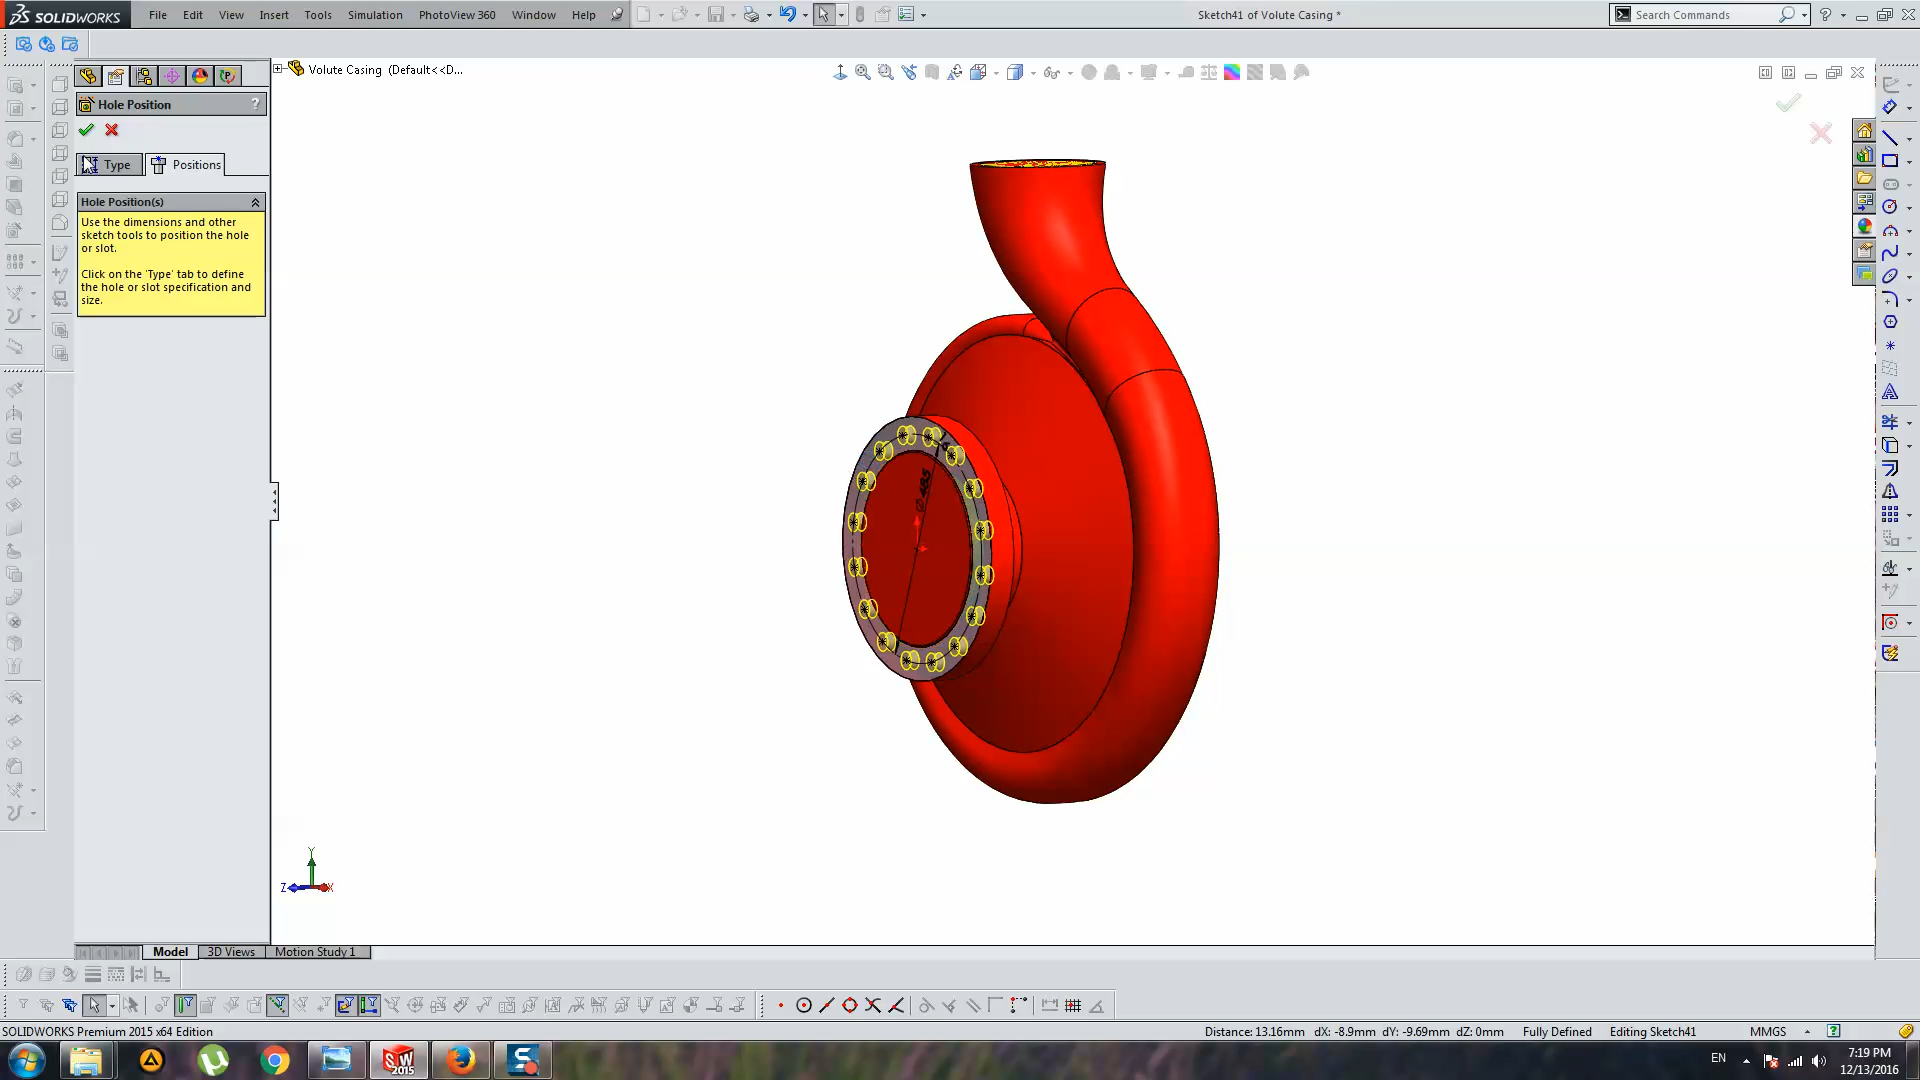 SOLIDWORKS File Edit View Insert Tools Simulation PhotoView 360 Window Help Sketch41 of Volute Casing * Search Commands
Volute Casing (Default<<D...
Hole Position ?
Type Positions
Hole Position(s)
Use the dimensions and other
sketch tools to position the hole
or slot.
Click on the 'Type' tab to define
the hole or slot specification and
size.
Y
Z X
Model 3D Views Motion Study 1
SOLIDWORKS Premium 2015 x64 Edition Distance: 13.16mm dX: -8.9mm dY: -9.69mm dZ: 0mm Fully Defined Editing Sketch41 MMGS
SW
2015
EN
7:19 PM
12/13/2016